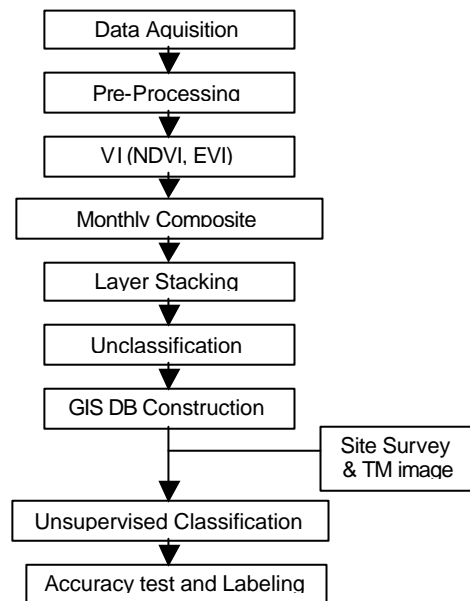 Data Aquisition
Pre-Processing
VI (NDVI, EVI)
Monthly Composite
Layer Stacking
Unclassification
GIS DB Construction
Site Survey
& TM image
Unsupervised Classification
Accuracy test and Labeling